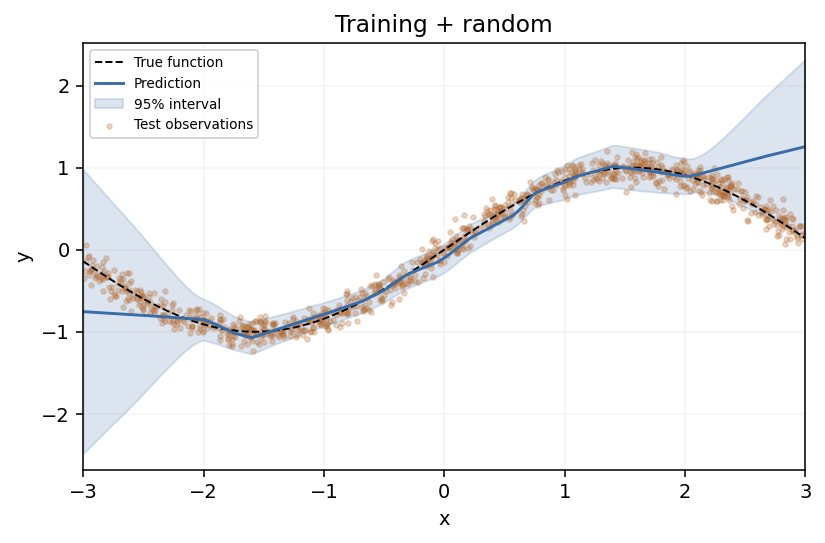 Training + random
True function
Prediction
95% interval
Test observations
2
1
0
−1
−2
y
−3
−2
−1
0
1
2
3
x